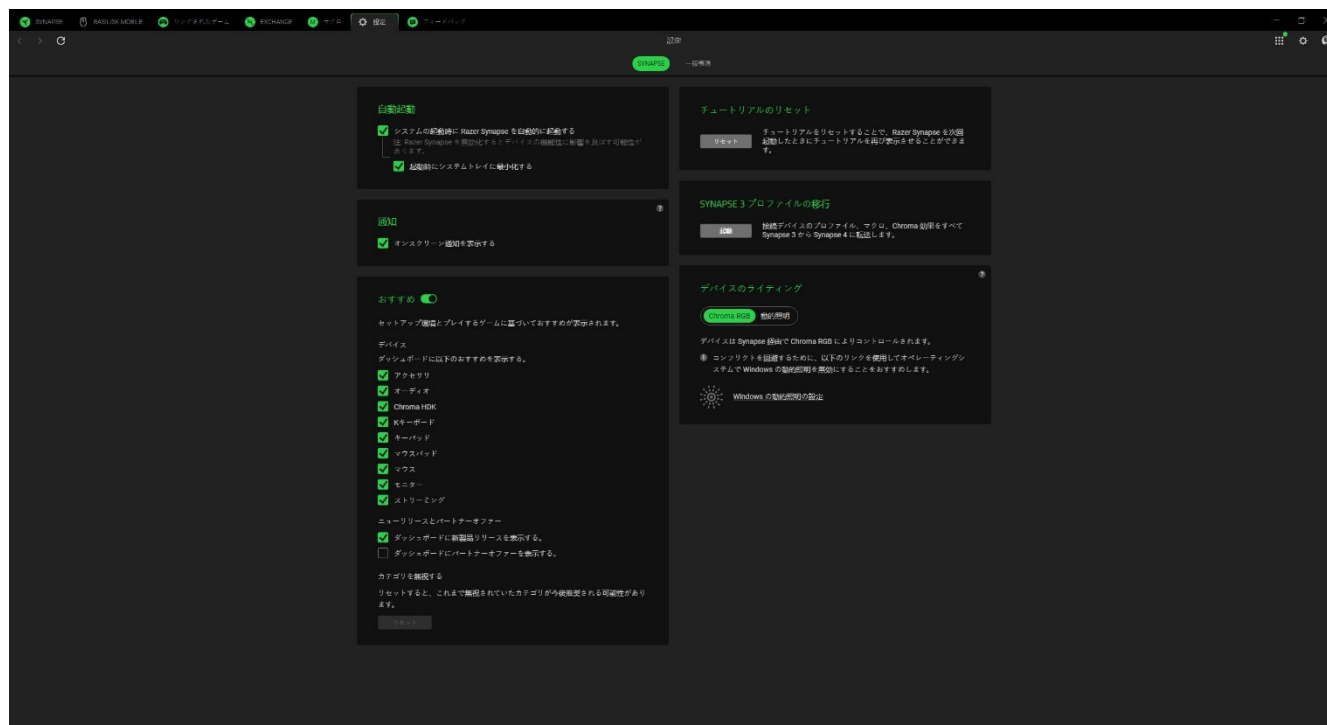 SYNAPSE
BASILISK MOBILE
リンクされたゲーム
EXCHANGE
マクロ
設定
フィードバック
設定
SYNAPSE
一般事項
自動起動
システムの起動時に Razer Synapse を自動的に起動する
注: Razer Synapse を無効化するとデバイスの機能性に影響を及ぼす可能性が
あります。
起動時にシステムトレイに最小化する
通知
オンスクリーン通知を表示する
おすすめ
セットアップ環境とプレイするゲームに基づいておすすめが表示されます。
デバイス
ダッシュボードに以下のおすすめを表示する。
アクセサリ
オーディオ
Chroma HDK
Kキーボード
キーパッド
マウスパッド
マウス
モニター
ストリーミング
ニューリリースとパートナーオファー
ダッシュボードに新製品リリースを表示する。
ダッシュボードにパートナーオファーを表示する。
カテゴリを無視する
リセットすると、これまで無視されていたカテゴリが今後推奨される可能性があり
ます。
リセット
チュートリアルのリセット
リセット
チュートリアルをリセットすることで、Razer Synapse を次回
起動したときにチュートリアルを再び表示させることができま
す。
SYNAPSE 3 プロファイルの移行
起動
接続デバイスのプロファイル、マクロ、Chroma 効果をすべて
Synapse 3 から Synapse 4 に転送します。
デバイスのライティング
Chroma RGB
動的照明
デバイスは Synapse 経由で Chroma RGB によりコントロールされます。
コンフリクトを回避するために、以下のリンクを使用してオペレーティングシ
ステムで Windows の動的照明を無効にすることをおすすめします。
Windows の動的照明の設定